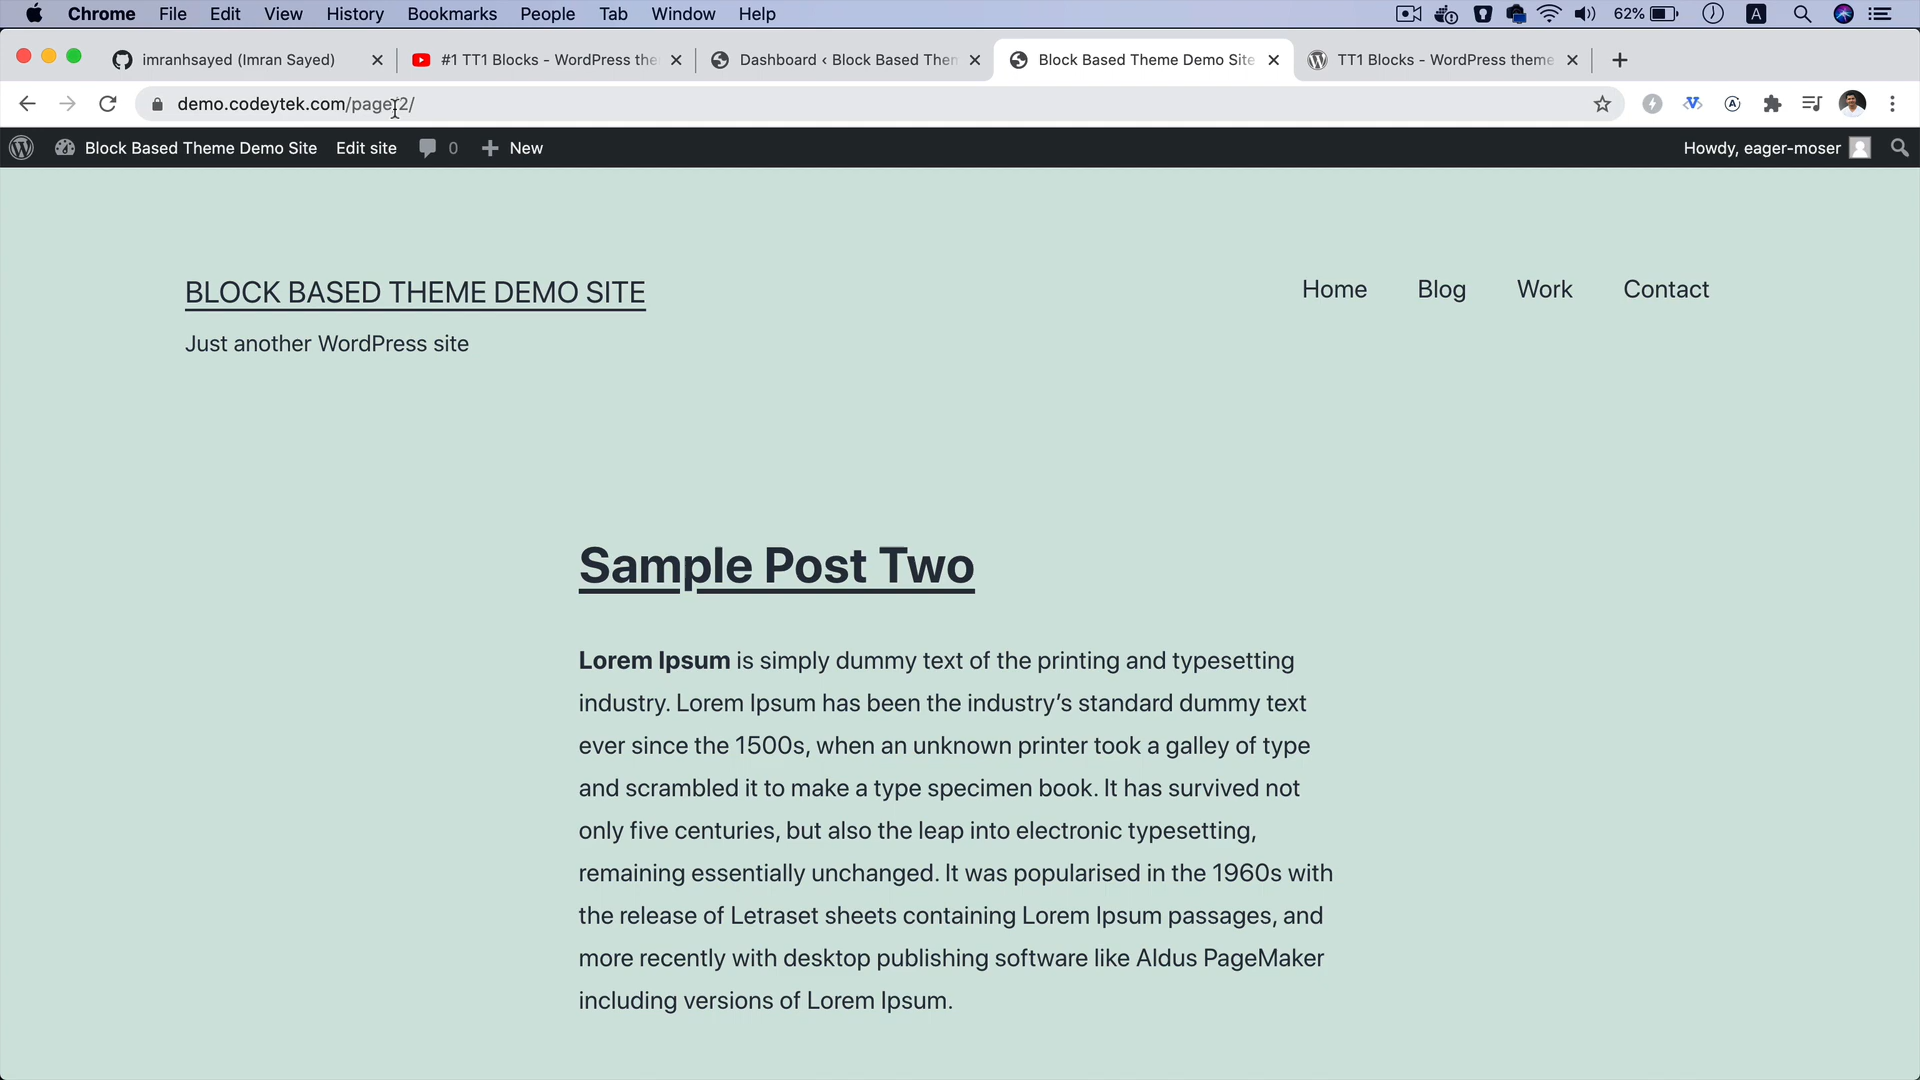 Chrome File Edit View History Bookmarks People Tab Window Help 62% A
imranhsayed (Imran Sayed) #1 TT1 Blocks - WordPress the Dashboard ‹ Block Based Then Block Based Theme Demo Site TT1 Blocks - WordPress theme
demo.codeytek.com/page/2/
Block Based Theme Demo Site Edit site 0 New Howdy, eager-moser
BLOCK BASED THEME DEMO SITE Home Blog Work Contact
Just another WordPress site
Sample Post Two
Lorem Ipsum is simply dummy text of the printing and typesetting
industry. Lorem Ipsum has been the industry’s standard dummy text
ever since the 1500s, when an unknown printer took a galley of type
and scrambled it to make a type specimen book. It has survived not
only five centuries, but also the leap into electronic typesetting,
remaining essentially unchanged. It was popularised in the 1960s with
the release of Letraset sheets containing Lorem Ipsum passages, and
more recently with desktop publishing software like Aldus PageMaker
including versions of Lorem Ipsum.